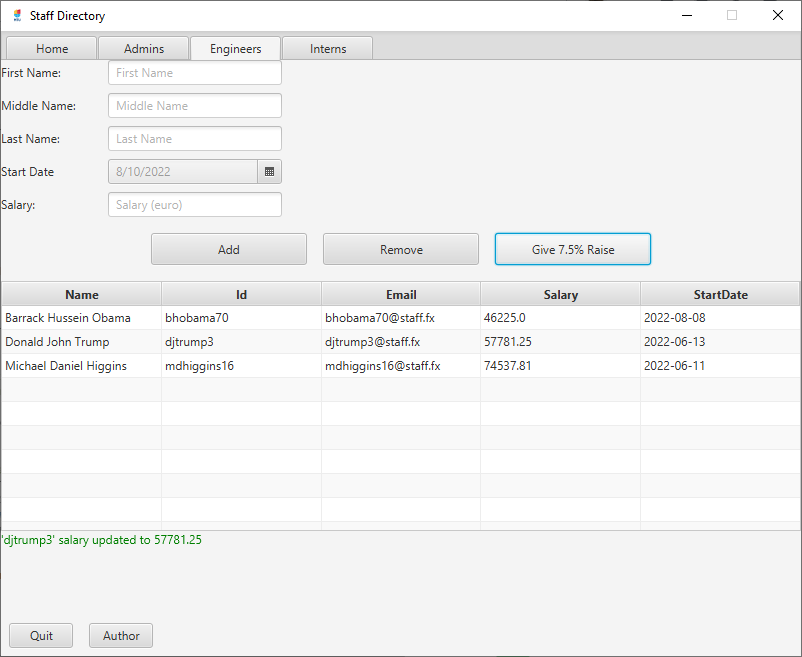 Staff Directory
Home Admins Engineers Interns
First Name: First Name
Middle Name: Middle Name
Last Name: Last Name
Start Date 8/10/2022
Salary: Salary (euro)
Add Remove Give 7.5% Raise
Name Id Email Salary StartDate
Barrack Hussein Obama bhobama70 bhobama70@staff.fx 46225.0 2022-08-08
Donald John Trump djtrump3 djtrump3@staff.fx 57781.25 2022-06-13
Michael Daniel Higgins mdhiggins16 mdhiggins16@staff.fx 74537.81 2022-06-11
'djtrump3' salary updated to 57781.25
Quit Author